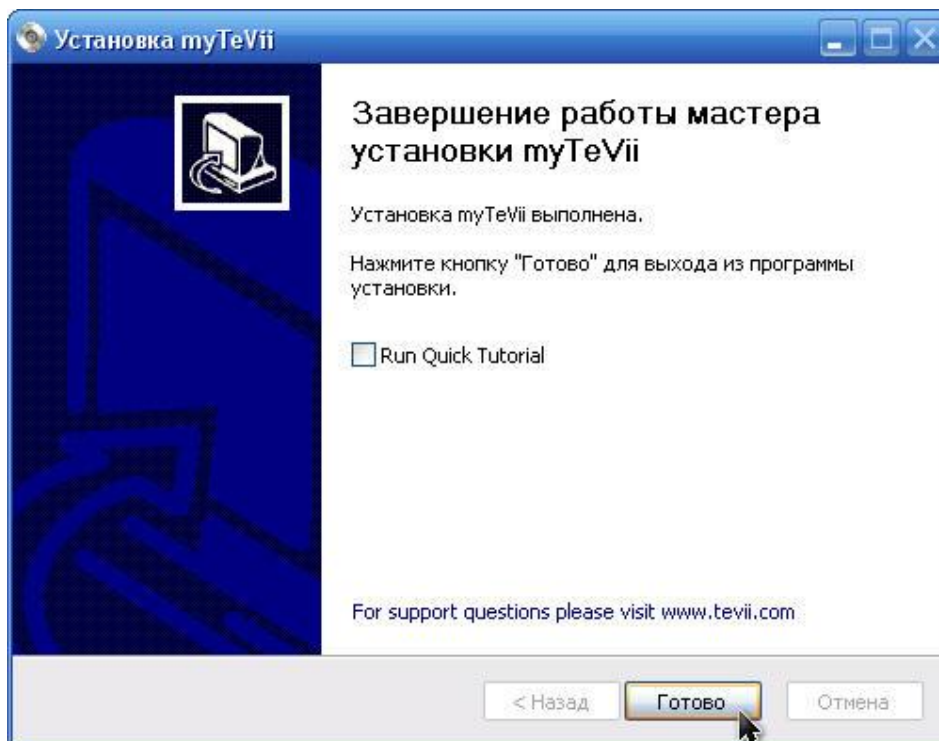 Установка myTeVii
Завершение работы мастера
установки myTeVii
Установка myTeVii выполнена.
Нажмите кнопку "Готово" для выхода из программы
установки.
Run Quick Tutorial
For support questions please visit www.tevii.com
< Назад
Готово
Отмена